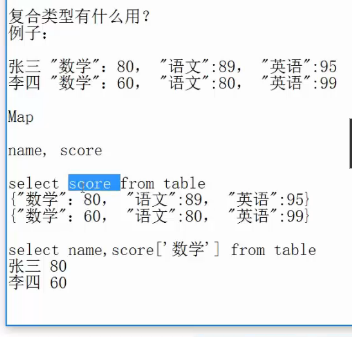 复合类型有什么用？
例子：
张三 "数学": 80， "语文":89， "英语":95
李四 "数学": 60， "语文":80， "英语":99
Map
name, score
select score from table
{"数学": 80， "语文":89， "英语":95}
{"数学": 60， "语文":80， "英语":99}
select name,score['数学'] from table
张三 80
李四 60